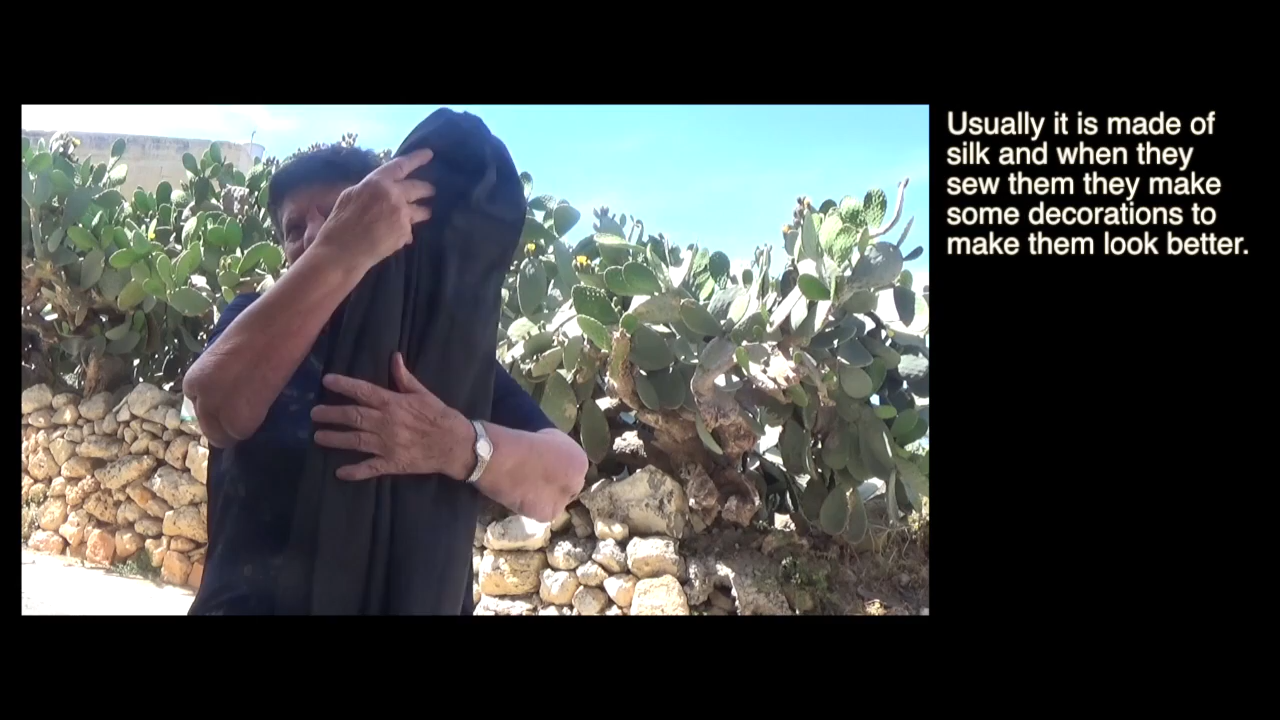 Usually it is made of
silk and when they
sew them they make
some decorations to
make them look better.